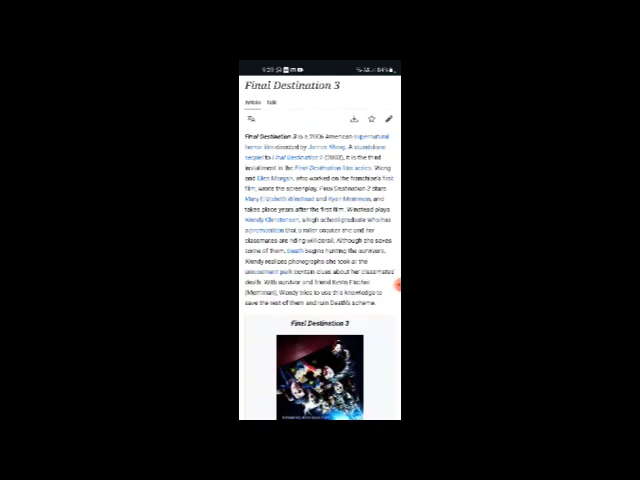 9:29
84%
Final Destination 3
Article Talk
Final Destination 3 is a 2006 American supernatural
horror film directed by James Wong. A standalone
sequel to Final Destination 2 (2003), it is the third
installment in the Final Destination film series. Wong
and Glen Morgan, who worked on the franchise's first
film, wrote the screenplay. Final Destination 3 stars
Mary Elizabeth Winstead and Ryan Merriman, and
takes place years after the first film. Winstead plays
Wendy Christensen, a high school graduate who has
a premonition that a roller coaster she and her
classmates are riding will derail. Although she saves
some of them, Death begins hunting the survivors.
Wendy realizes photographs she took at the
amusement park contain clues about her classmates'
death. With survivor and friend Kevin Fischer
(Merriman), Wendy tries to use this knowledge to
save the rest of them and ruin Death's scheme.
Final Destination 3